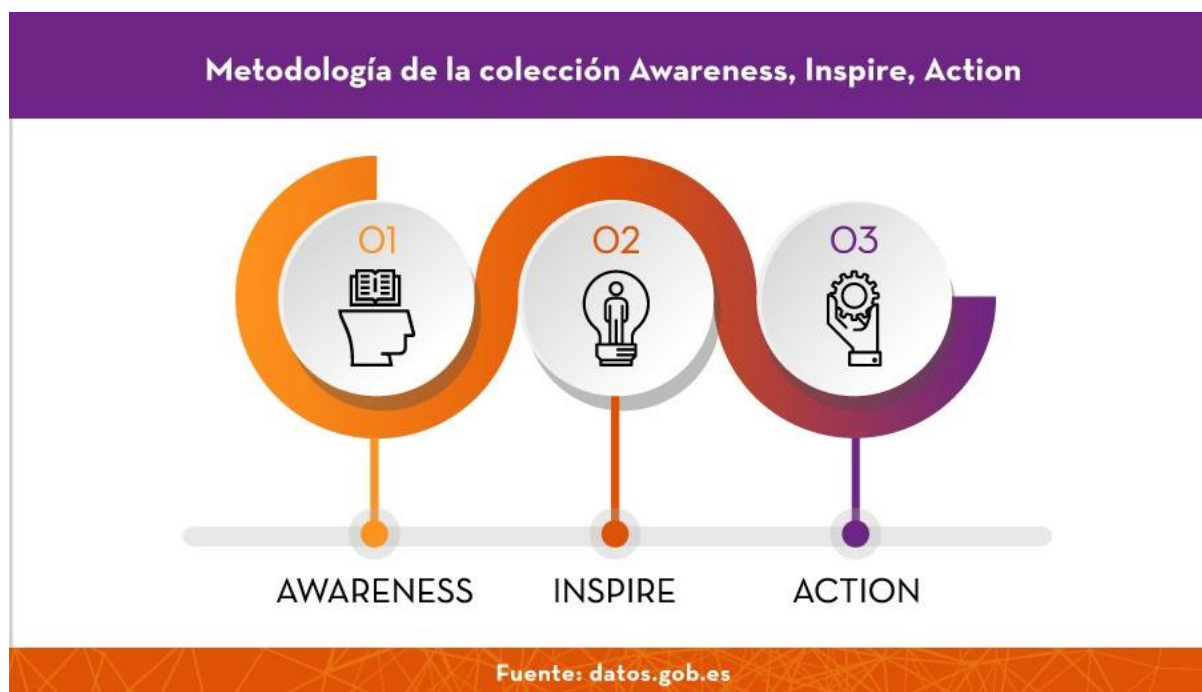 Metodología de la colección Awareness, Inspire, Action
01
02
03
AWARENESS
INSPIRE
ACTION
Fuente: datos.gob.es